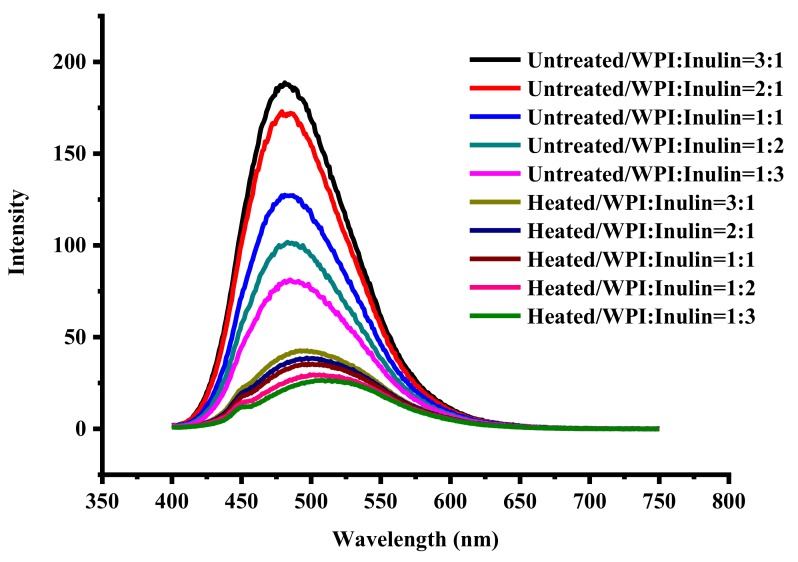 200
150
100
50
0
Intensity
350 400 450 500 550 600 650 700 750 800
Wavelength (nm)
Untreated/WPI:Inulin=3:1
Untreated/WPI:Inulin=2:1
Untreated/WPI:Inulin=1:1
Untreated/WPI:Inulin=1:2
Untreated/WPI:Inulin=1:3
Heated/WPI:Inulin=3:1
Heated/WPI:Inulin=2:1
Heated/WPI:Inulin=1:1
Heated/WPI:Inulin=1:2
Heated/WPI:Inulin=1:3